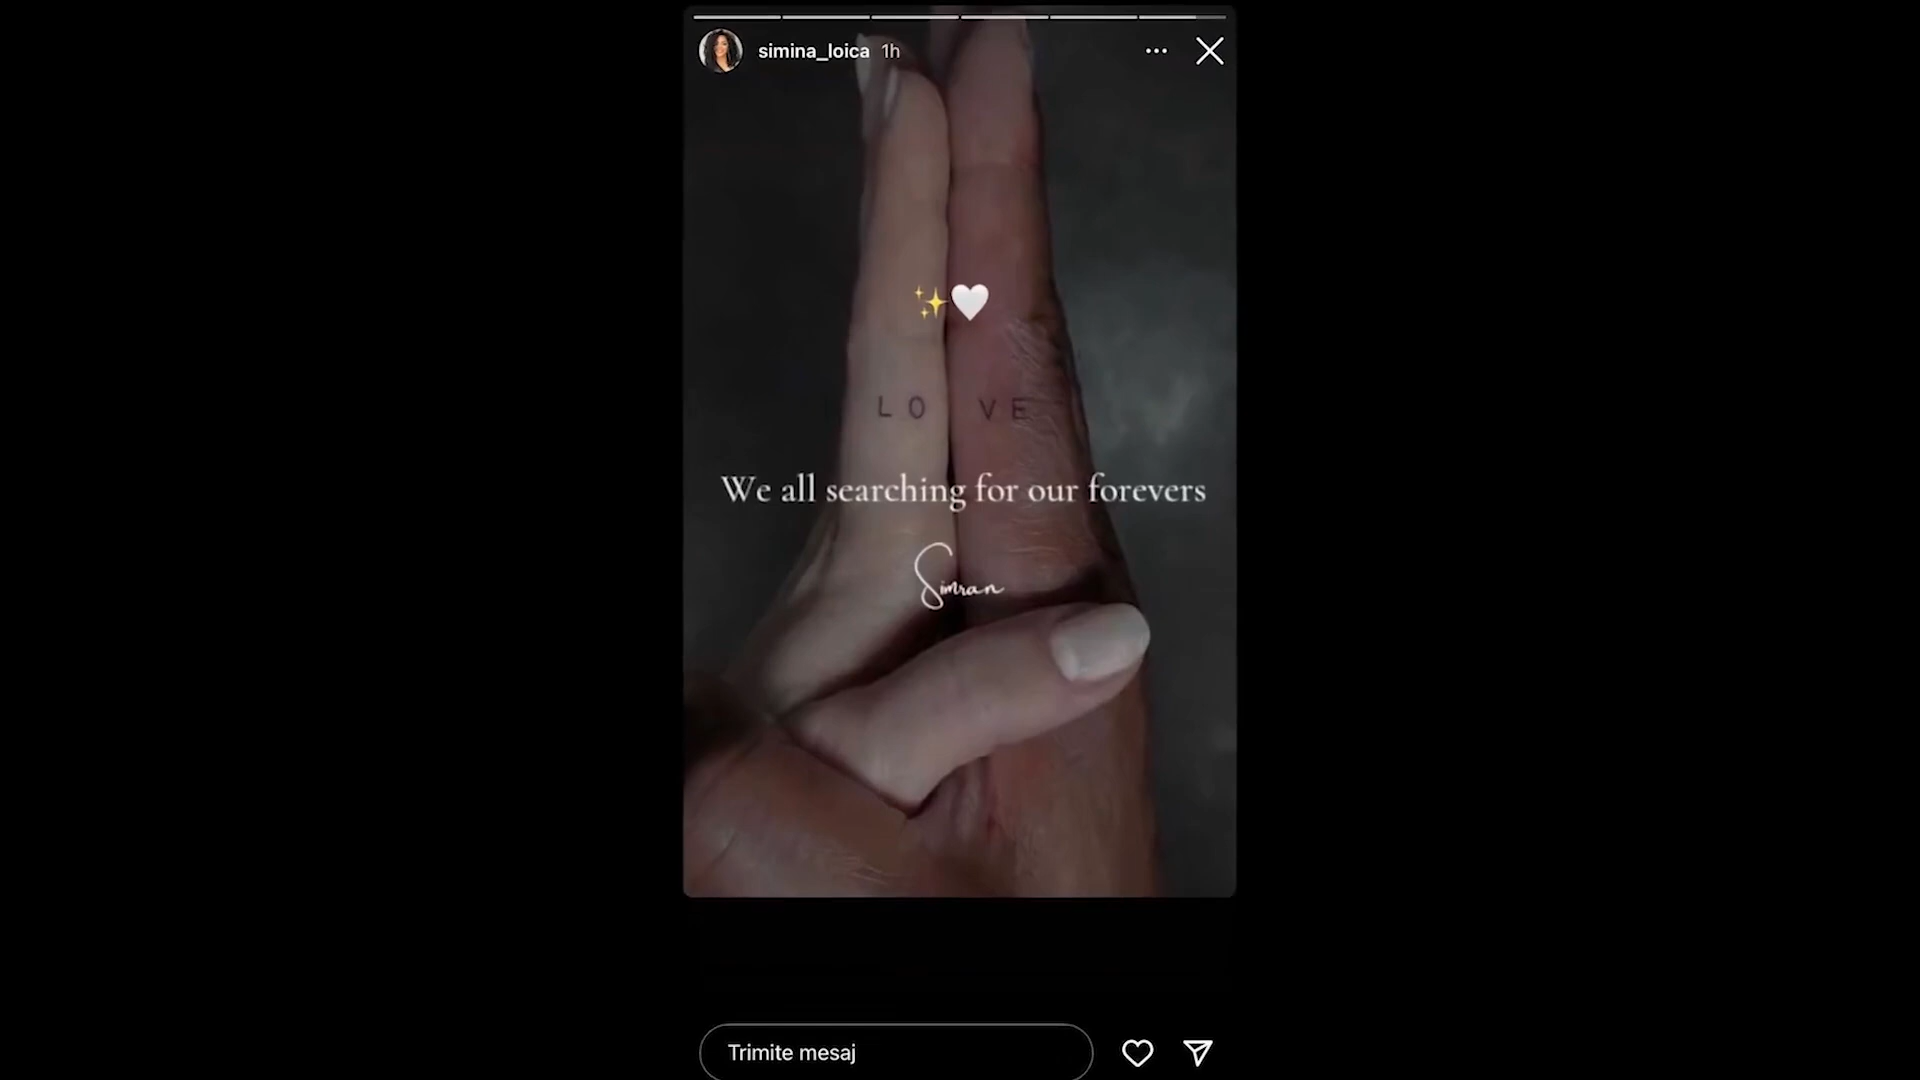 simina_loica 1h
LO VE
We all searching for our forevers
Simran
Trimite mesaj